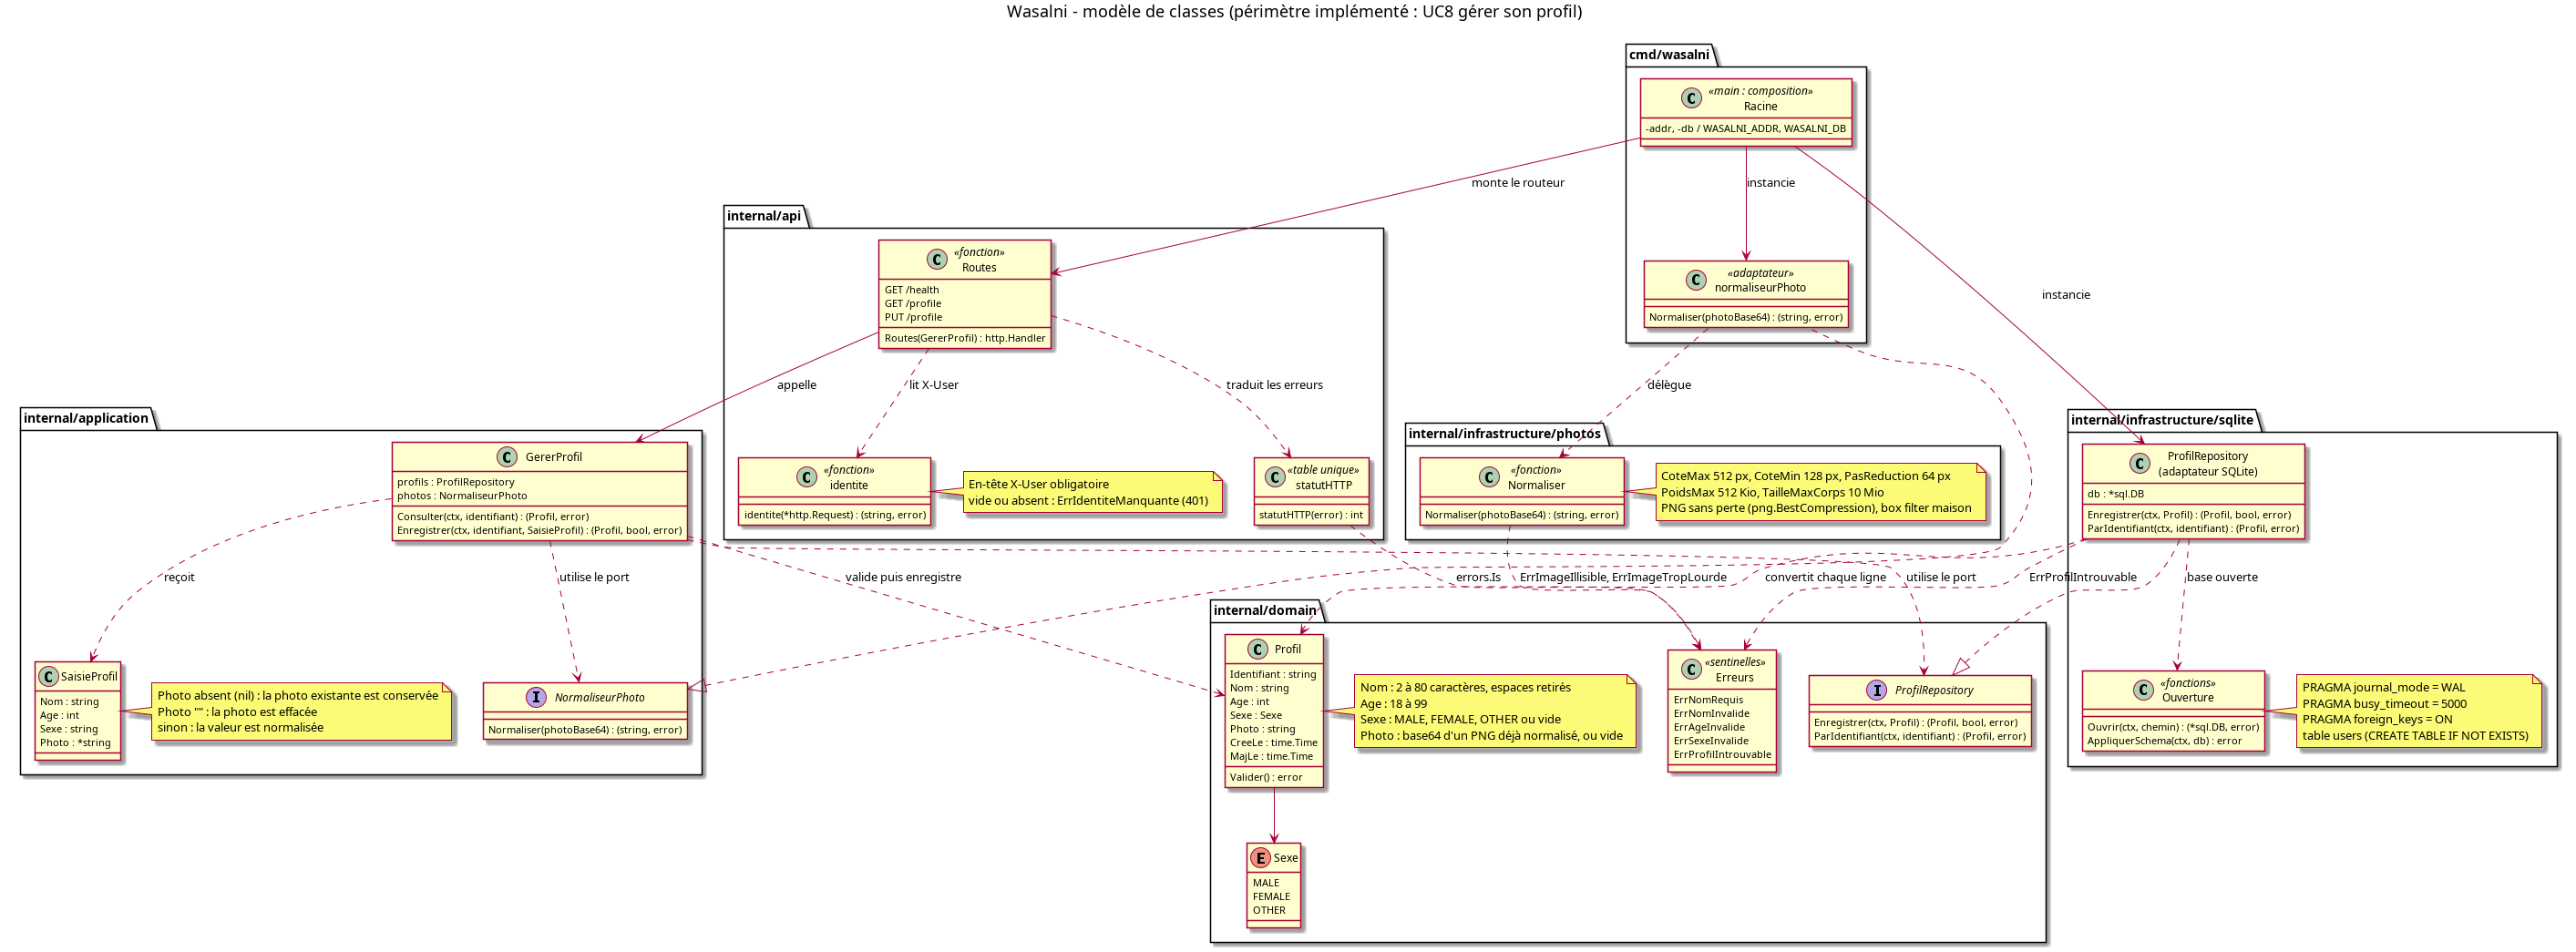 Wasalni - modèle de classes (périmètre implémenté : UC8 gérer son profil)
cmd/wasalni
C
«main : composition»
Racine
-addr, -db / WASALNI_ADDR, WASALNI_DB
monte le routeur
instancie
instancie
C
«adaptateur»
normaliseurPhoto
Normaliser(photoBase64) : (string, error)
délègue
internal/api
C
«fonction»
Routes
GET /health
GET /profile
PUT /profile
Routes(GererProfil) : http.Handler
appelle
lit X-User
traduit les erreurs
C
«fonction»
identite
identite(*http.Request) : (string, error)
En-tête X-User obligatoire
vide ou absent : ErrIdentiteManquante (401)
C
«table unique»
statutHTTP
statutHTTP(error) : int
internal/application
C
GererProfil
profils : ProfilRepository
photos : NormaliseurPhoto
Consulter(ctx, identifiant) : (Profil, error)
Enregistrer(ctx, identifiant, SaisieProfil) : (Profil, bool, error)
reçoit
utilise le port
valide puis enregistre
C
SaisieProfil
Nom : string
Age : int
Sexe : string
Photo : *string
Photo absent (nil) : la photo existante est conservée
Photo "" : la photo est effacée
sinon : la valeur est normalisée
I
NormaliseurPhoto
Normaliser(photoBase64) : (string, error)
internal/infrastructure/photos
C
«fonction»
Normaliser
Normaliser(photoBase64) : (string, error)
CoteMax 512 px, CoteMin 128 px, PasReduction 64 px
PoidsMax 512 Kio, TailleMaxCorps 10 Mio
PNG sans perte (png.BestCompression), box filter maison
internal/infrastructure/sqlite
C
ProfilRepository
(adaptateur SQLite)
db : *sql.DB
Enregistrer(ctx, Profil) : (Profil, bool, error)
ParIdentifiant(ctx, identifiant) : (Profil, error)
errors.Is
ErrImageIllisible, ErrImageTropLourde
convertit chaque ligne
utilise le port
ErrProfilIntrouvable
base ouverte
C
«fonctions»
Ouverture
Ouvrir(ctx, chemin) : (*sql.DB, error)
AppliquerSchema(ctx, db) : error
PRAGMA journal_mode = WAL
PRAGMA busy_timeout = 5000
PRAGMA foreign_keys = ON
table users (CREATE TABLE IF NOT EXISTS)
internal/domain
C
Profil
Identifiant : string
Nom : string
Age : int
Sexe : Sexe
Photo : string
CreeLe : time.Time
MajLe : time.Time
Valider() : error
Nom : 2 à 80 caractères, espaces retirés
Age : 18 à 99
Sexe : MALE, FEMALE, OTHER ou vide
Photo : base64 d'un PNG déjà normalisé, ou vide
C
«sentinelles»
Erreurs
ErrNomRequis
ErrNomInvalide
ErrAgeInvalide
ErrSexeInvalide
ErrProfilIntrouvable
I
ProfilRepository
Enregistrer(ctx, Profil) : (Profil, bool, error)
ParIdentifiant(ctx, identifiant) : (Profil, error)
E
Sexe
MALE
FEMALE
OTHER